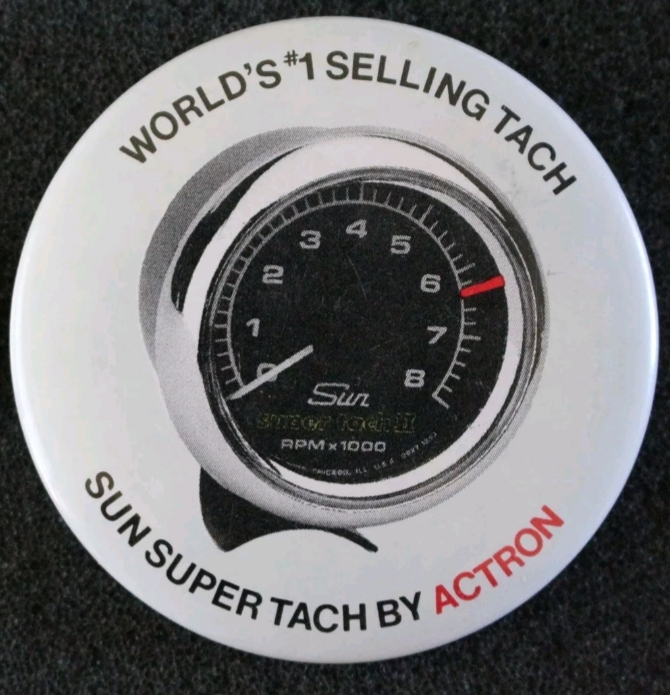 WORLD'S #1 SELLING TACH
0
1
2
3
4
5
6
7
8
Sun
super tach II
RPM x 1000
SUN SUPER TACH BY ACTRON